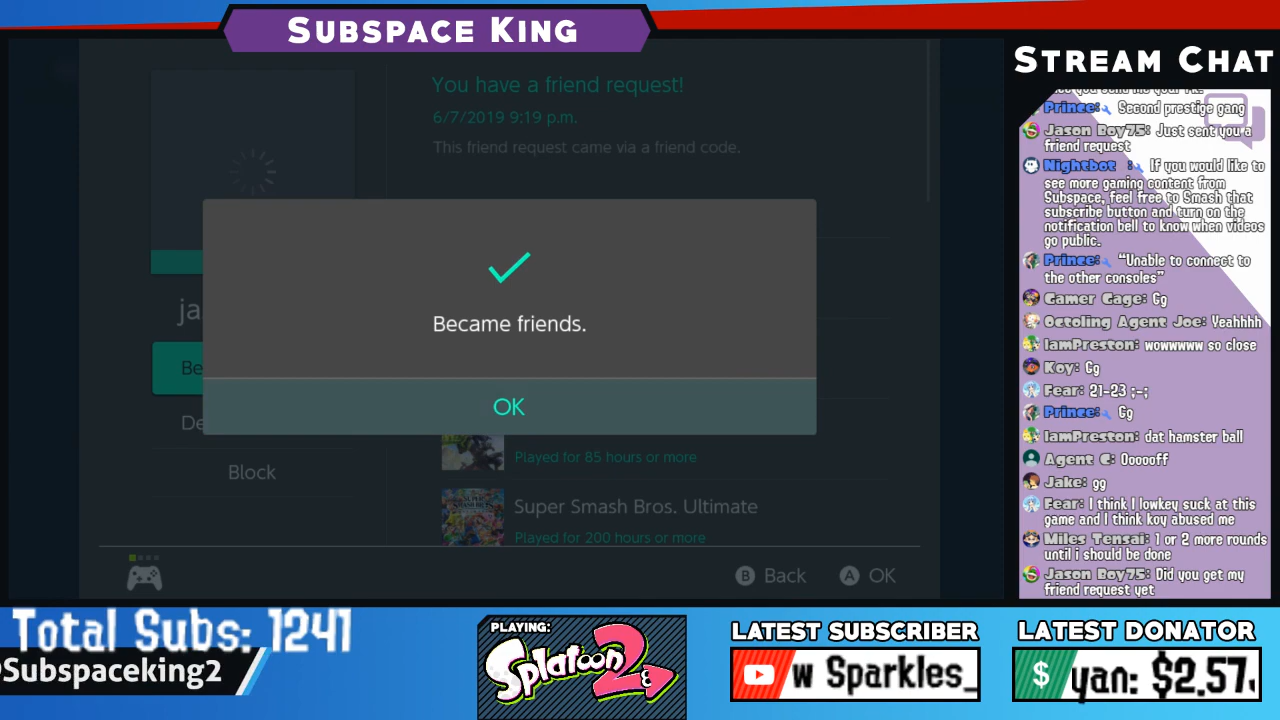 SUBSPACE KING
You have a friend request!
6/7/2019 9:19 p.m.
This friend request came via a friend code.
ja
Be
De
Block
Became friends.
OK
Played for 85 hours or more
Super Smash Bros. Ultimate
Played for 200 hours or more
B Back
A OK
STREAM CHAT
Prince: Second prestige gang
Jason Boy75: Just sent you a
friend request
Nightbot : If you would like to
see more gaming content from
Subspace, feel free to Smash that
subscribe button and turn on the
notification bell to know when videos
go public.
Prince: “Unable to connect to
the other consoles”
Gamer Gage: Gg
Octoling Agent Joe: Yeahhhh
IamPreston: wowwwww so close
Koy: Gg
Fear: 21-23 ;-;
Prince: Gg
IamPreston: dat hamster ball
Agent C: Oooooff
Jake: gg
Fear: I think I lowkey suck at this
game and I think koy abused me
Miles Tensai: 1 or 2 more rounds
until i should be done
Jason Boy75: Did you get my
friend request yet
Total Subs: 1241
@Subspaceking2
PLAYING:
Splatoon 2
LATEST SUBSCRIBER
w Sparkles_
LATEST DONATOR
$ yan: $2.57